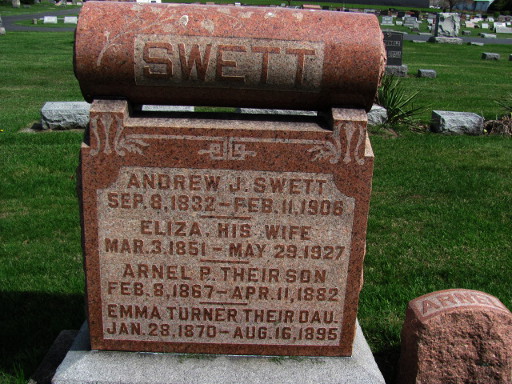 SWETT
ANDREW J. SWETT
SEP. 8, 1832 – FEB. 11, 1906
ELIZA. HIS WIFE
MAR. 3. 1851 – MAY 29. 1927
ARNEL P. THEIR SON
FEB. 8, 1867 – APR. 11, 1882
EMMA TURNER THEIR DAU.
JAN. 28, 1870 – AUG. 16, 1895
ARNEL